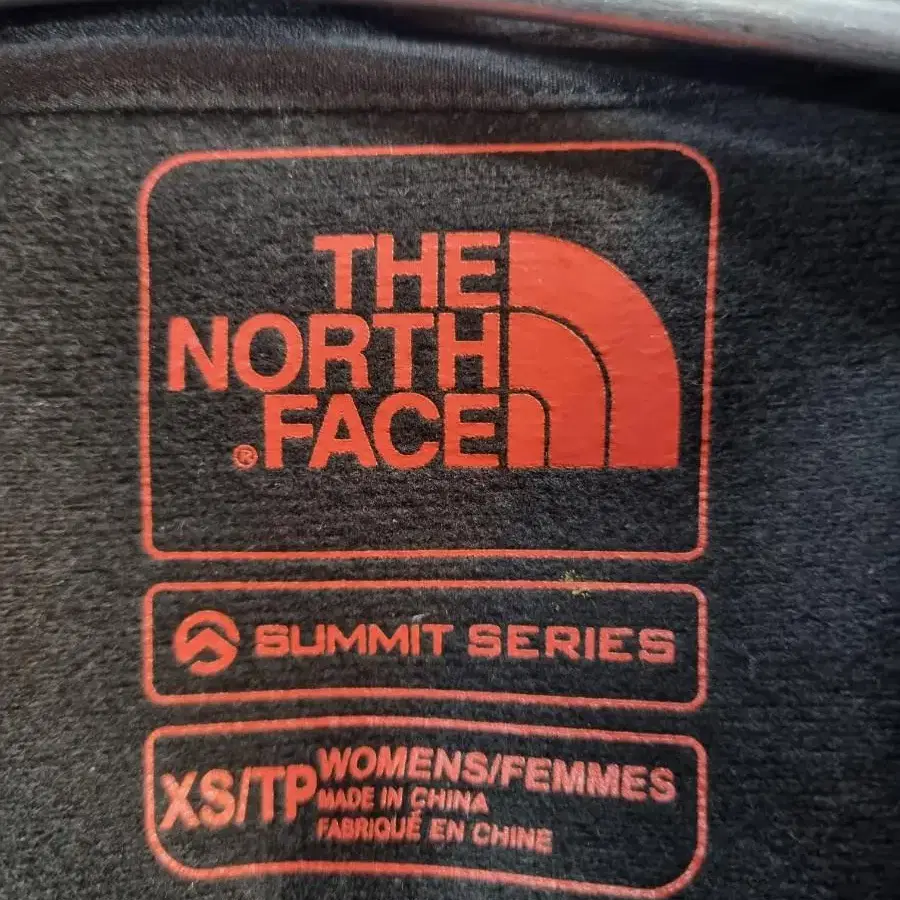 THE
NORTH
®FACE
SUMMIT SERIES
XS/TP
WOMENS/FEMMES
MADE IN CHINA
FABRIQUÉ EN CHINE